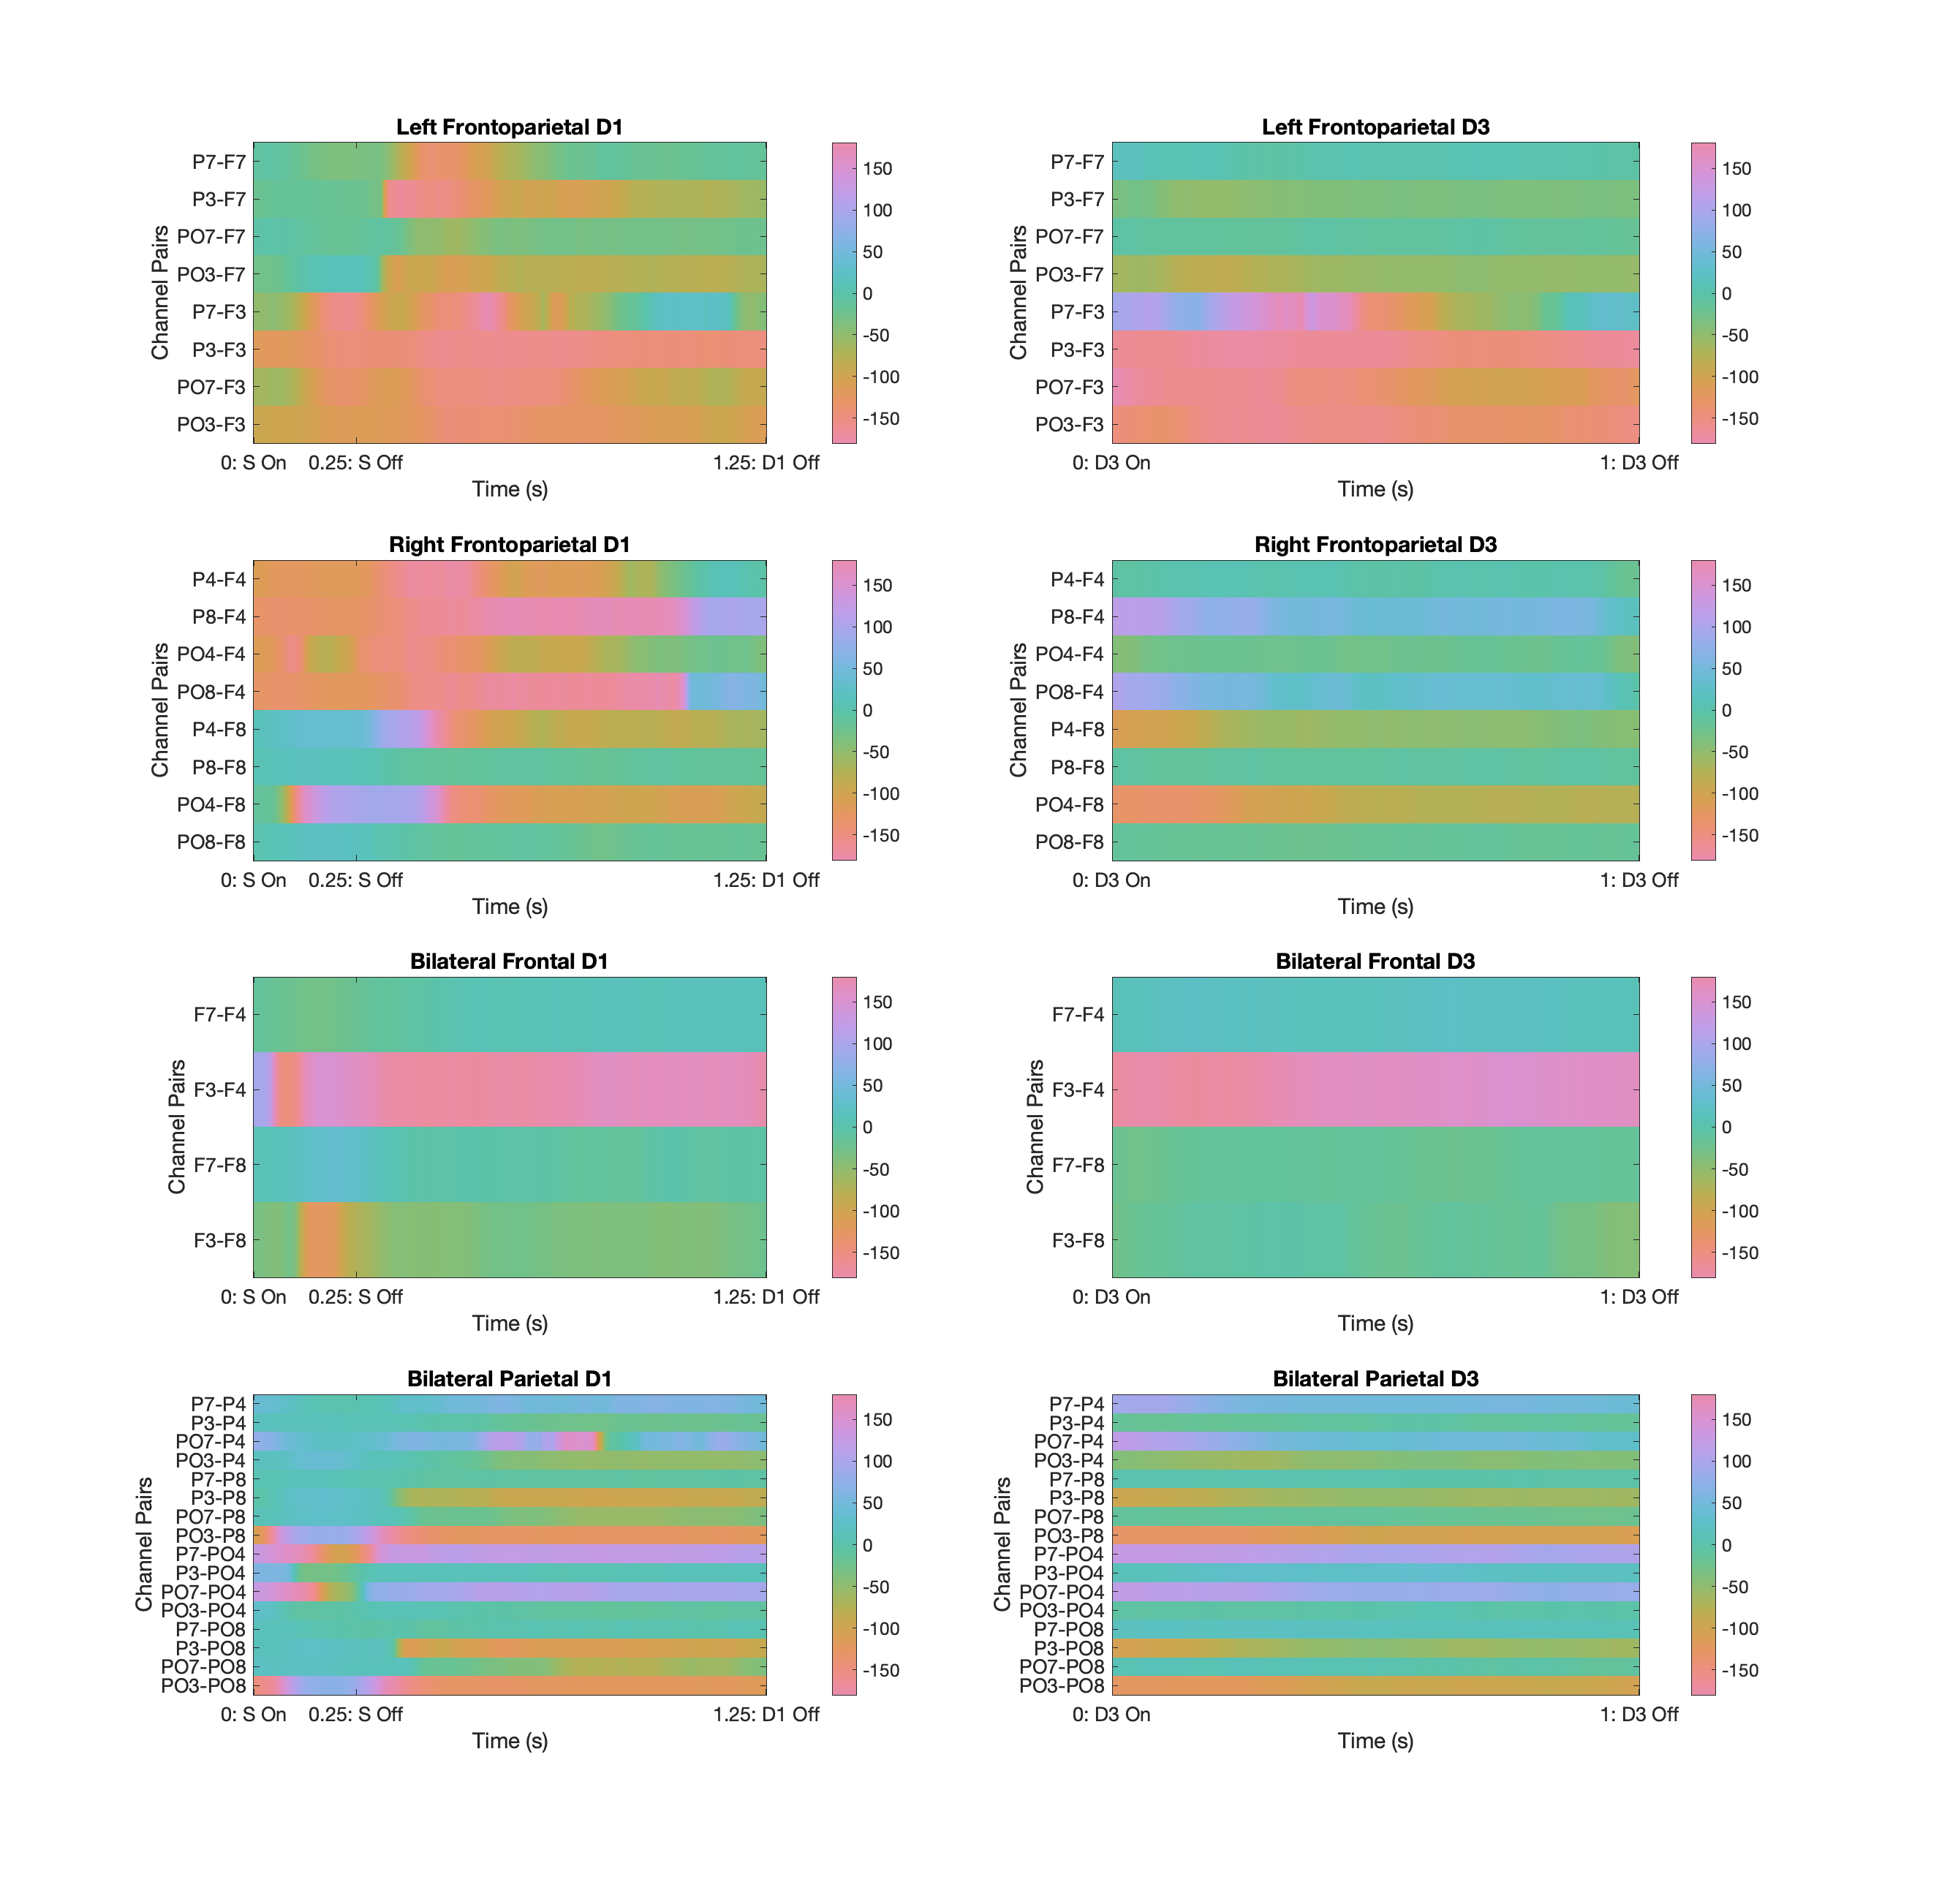 Left Frontoparietal D1
Channel Pairs
P7-F7
P3-F7
PO7-F7
PO3-F7
P7-F3
P3-F3
PO7-F3
PO3-F3
0: S On 0.25: S Off 1.25: D1 Off
Time (s)
150
100
50
0
-50
-100
-150
Left Frontoparietal D3
Channel Pairs
P7-F7
P3-F7
PO7-F7
PO3-F7
P7-F3
P3-F3
PO7-F3
PO3-F3
0: D3 On 1: D3 Off
Time (s)
150
100
50
0
-50
-100
-150
Right Frontoparietal D1
Channel Pairs
P4-F4
P8-F4
PO4-F4
PO8-F4
P4-F8
P8-F8
PO4-F8
PO8-F8
0: S On 0.25: S Off 1.25: D1 Off
Time (s)
150
100
50
0
-50
-100
-150
Right Frontoparietal D3
Channel Pairs
P4-F4
P8-F4
PO4-F4
PO8-F4
P4-F8
P8-F8
PO4-F8
PO8-F8
0: D3 On 1: D3 Off
Time (s)
150
100
50
0
-50
-100
-150
Bilateral Frontal D1
Channel Pairs
F7-F4
F3-F4
F7-F8
F3-F8
0: S On 0.25: S Off 1.25: D1 Off
Time (s)
150
100
50
0
-50
-100
-150
Bilateral Frontal D3
Channel Pairs
F7-F4
F3-F4
F7-F8
F3-F8
0: D3 On 1: D3 Off
Time (s)
150
100
50
0
-50
-100
-150
Bilateral Parietal D1
Channel Pairs
P7-P4
P3-P4
PO7-P4
PO3-P4
P7-P8
P3-P8
PO7-P8
PO3-P8
P7-PO4
P3-PO4
PO7-PO4
PO3-PO4
P7-PO8
P3-PO8
PO7-PO8
PO3-PO8
0: S On 0.25: S Off 1.25: D1 Off
Time (s)
150
100
50
0
-50
-100
-150
Bilateral Parietal D3
Channel Pairs
P7-P4
P3-P4
PO7-P4
PO3-P4
P7-P8
P3-P8
PO7-P8
PO3-P8
P7-PO4
P3-PO4
PO7-PO4
PO3-PO4
P7-PO8
P3-PO8
PO7-PO8
PO3-PO8
0: D3 On 1: D3 Off
Time (s)
150
100
50
0
-50
-100
-150